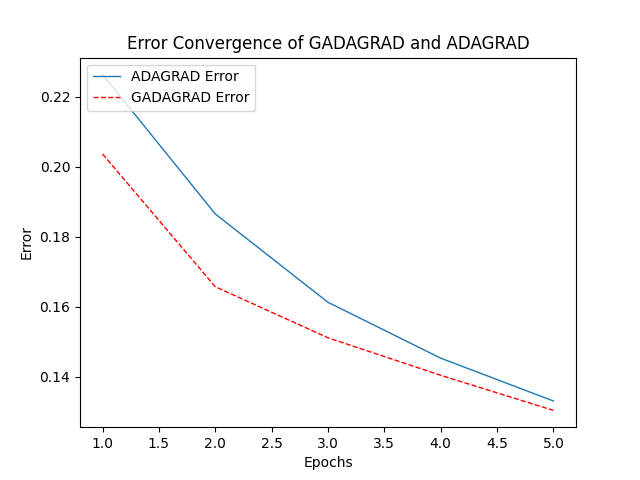 Error Convergence of GADAGRAD and ADAGRAD
ADAGRAD Error
GADAGRAD Error
0.22
0.20
0.18
0.16
0.14
Error
1.0 1.5 2.0 2.5 3.0 3.5 4.0 4.5 5.0
Epochs